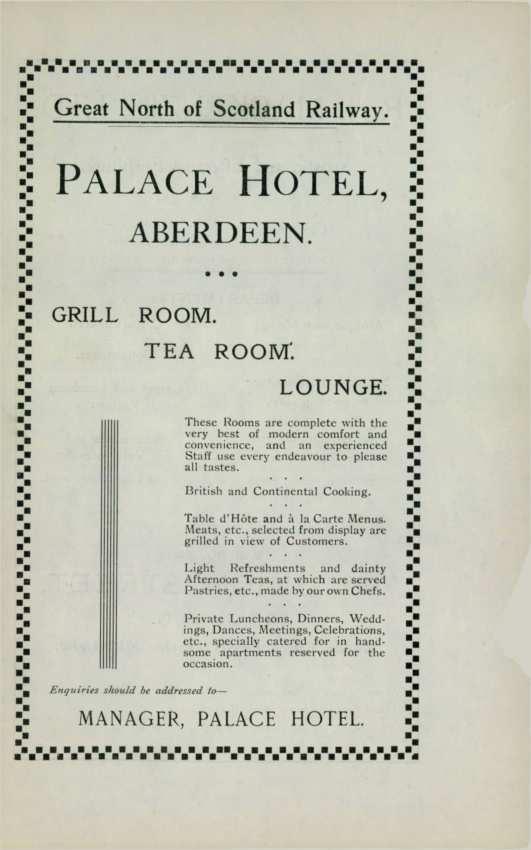 Great North of Scotland Railway.
PALACE HOTEL,
ABERDEEN.
• • •
GRILL ROOM.
TEA ROOM.
LOUNGE.
These Rooms are complete with the
very best of modern comfort and
convenience, and an experienced
Staff use every endeavour to please
all tastes.
. . .
British and Continental Cooking.
. . .
Table d'Hôte and à la Carte Menus.
Meats, etc., selected from display are
grilled in view of Customers.
. . .
Light Refreshments and dainty
Afternoon Teas, at which are served
Pastries, etc., made by our own Chefs.
. . .
Private Luncheons, Dinners, Wedd-
ings, Dances, Meetings, Celebrations,
etc., specially catered for in hand-
some apartments reserved for the
occasion.
Enquiries should be addressed to—
MANAGER, PALACE HOTEL.